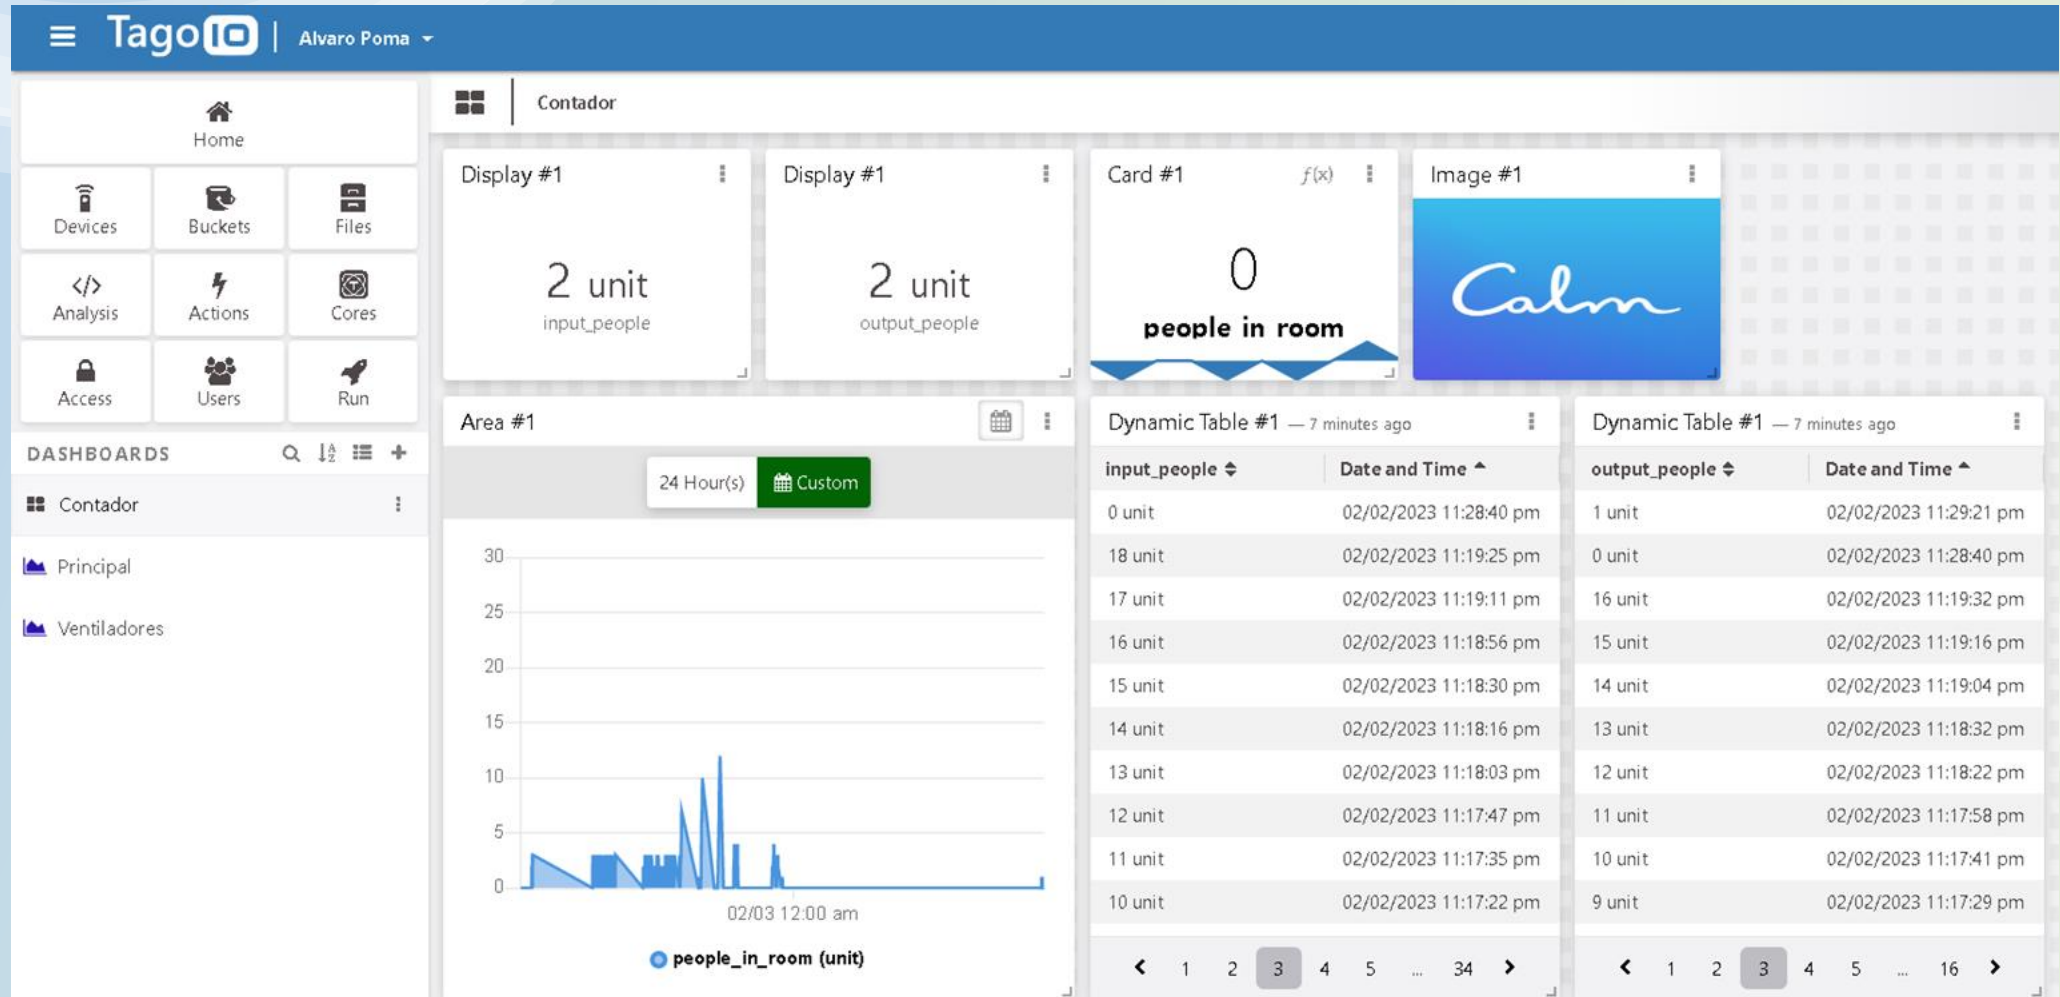 Tago IO | Alvaro Poma
Home
Devices Buckets Files
Analysis Actions Cores
Access Users Run
DASHBOARDS
Contador
Principal
Ventiladores
Contador
Display #1
2 unit
input_people
Display #1
2 unit
output_people
Card #1 f(x)
0
people in room
Image #1
Calm
Area #1
24 Hour(s) Custom
30
25
20
15
10
5
0
02/03 12:00 am
people_in_room (unit)
Dynamic Table #1 — 7 minutes ago
input_people Date and Time
0 unit 02/02/2023 11:28:40 pm
18 unit 02/02/2023 11:19:25 pm
17 unit 02/02/2023 11:19:11 pm
16 unit 02/02/2023 11:18:56 pm
15 unit 02/02/2023 11:18:30 pm
14 unit 02/02/2023 11:18:16 pm
13 unit 02/02/2023 11:18:03 pm
12 unit 02/02/2023 11:17:47 pm
11 unit 02/02/2023 11:17:35 pm
10 unit 02/02/2023 11:17:22 pm
1 2 3 4 5 ... 34
Dynamic Table #1 — 7 minutes ago
output_people Date and Time
1 unit 02/02/2023 11:29:21 pm
0 unit 02/02/2023 11:28:40 pm
16 unit 02/02/2023 11:19:32 pm
15 unit 02/02/2023 11:19:16 pm
14 unit 02/02/2023 11:19:04 pm
13 unit 02/02/2023 11:18:32 pm
12 unit 02/02/2023 11:18:22 pm
11 unit 02/02/2023 11:17:58 pm
10 unit 02/02/2023 11:17:41 pm
9 unit 02/02/2023 11:17:29 pm
1 2 3 4 5 ... 16